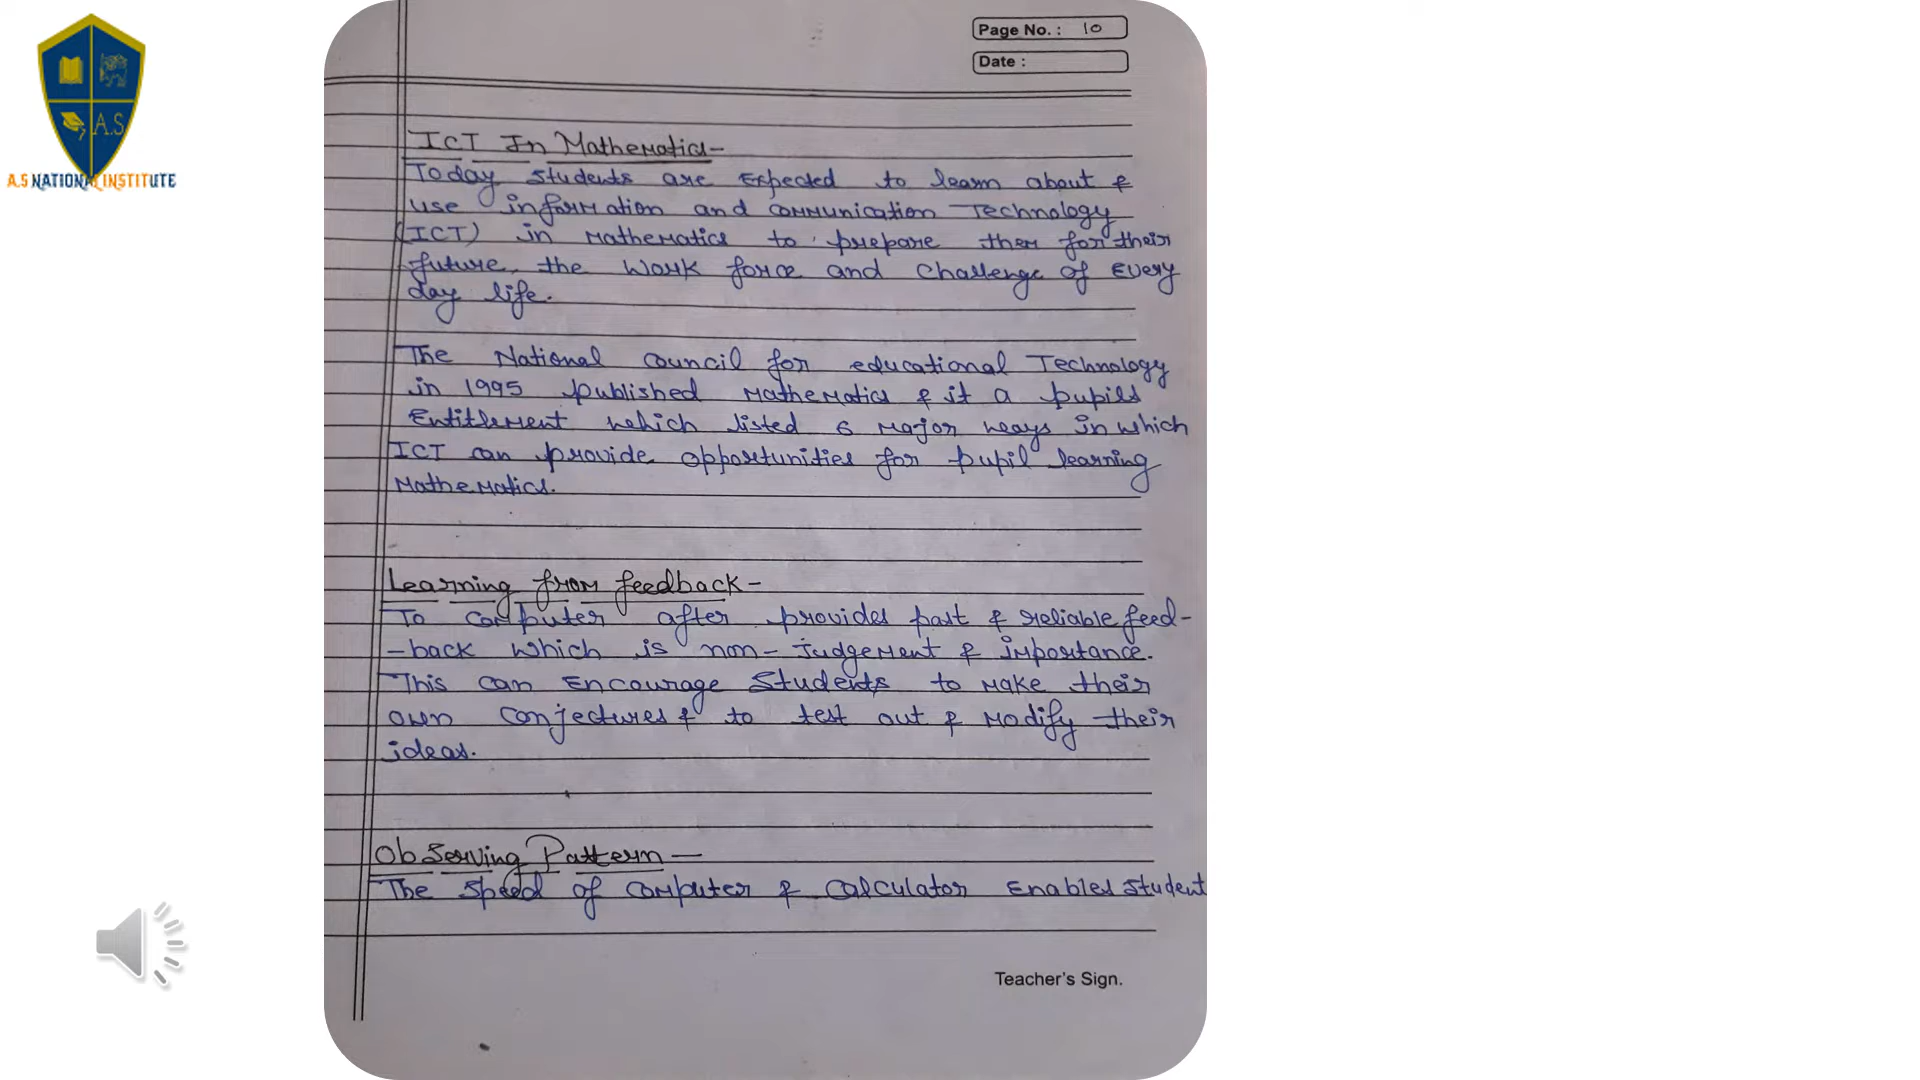 A.S
A.S NATIONAL INSTITUTE
Page No. : 10
Date :
ICT In Mathematics-
Today students are Expected to learn about &
use information and communication Technology
(ICT) in Mathematics to prepare them for their
future, the work force and challenge of Every
day life.
The National council for educational Technology
in 1995 published Mathematics & it a pupils
Entitlement which listed 6 Major ways in which
ICT can provide opportunities for pupil learning
Mathematics.
Learning from feedback-
To computer after provides past & reliable feed-
-back which is non-judgement & importance.
This can Encourage Students to Make their
own conjectures & to test out & Modify their
ideas.
Observing Pattern-
The speed of computer & calculator Enables Student
Teacher's Sign.